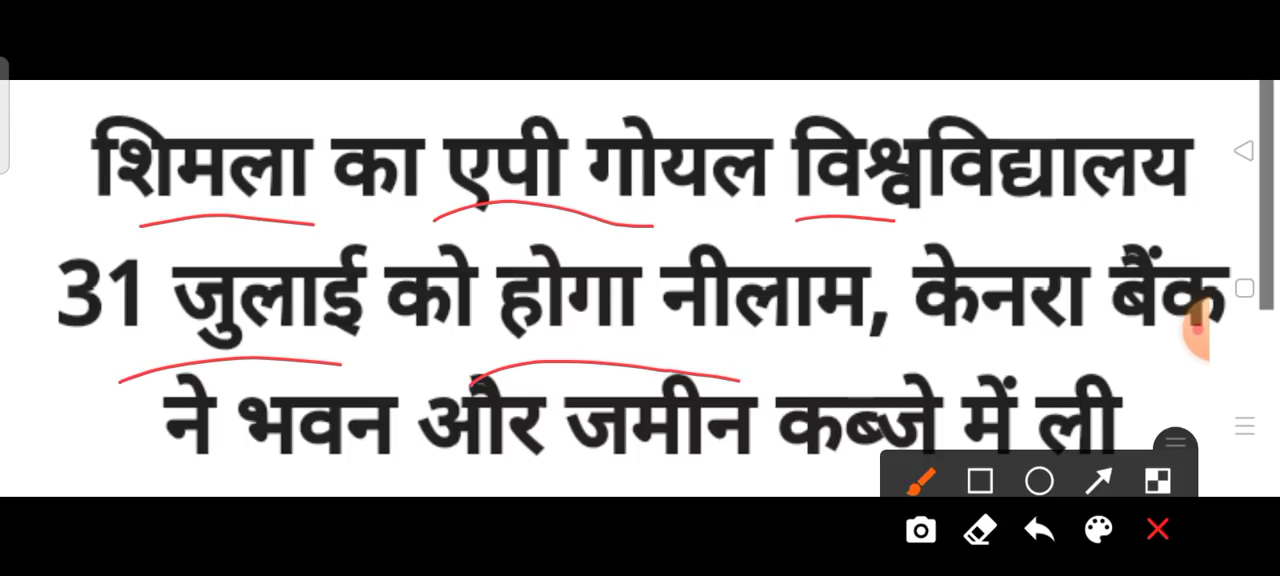 शिमला का एपी गोयल विश्वविद्यालय
31 जुलाई को होगा नीलाम, केनरा बैंक
ने भवन और जमीन कब्जे में ली